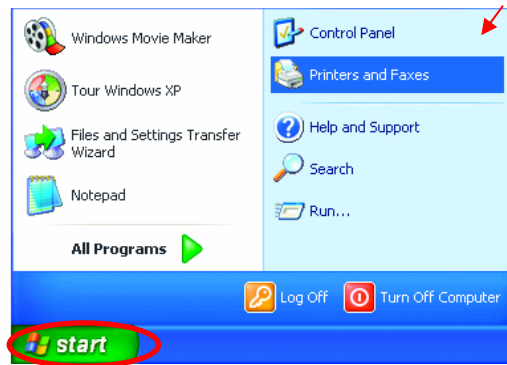 Windows Movie Maker
Tour Windows XP
Files and Settings Transfer
Wizard
Notepad
All Programs
Control Panel
Printers and Faxes
Help and Support
Search
Run...
Log Off
Turn Off Computer
start